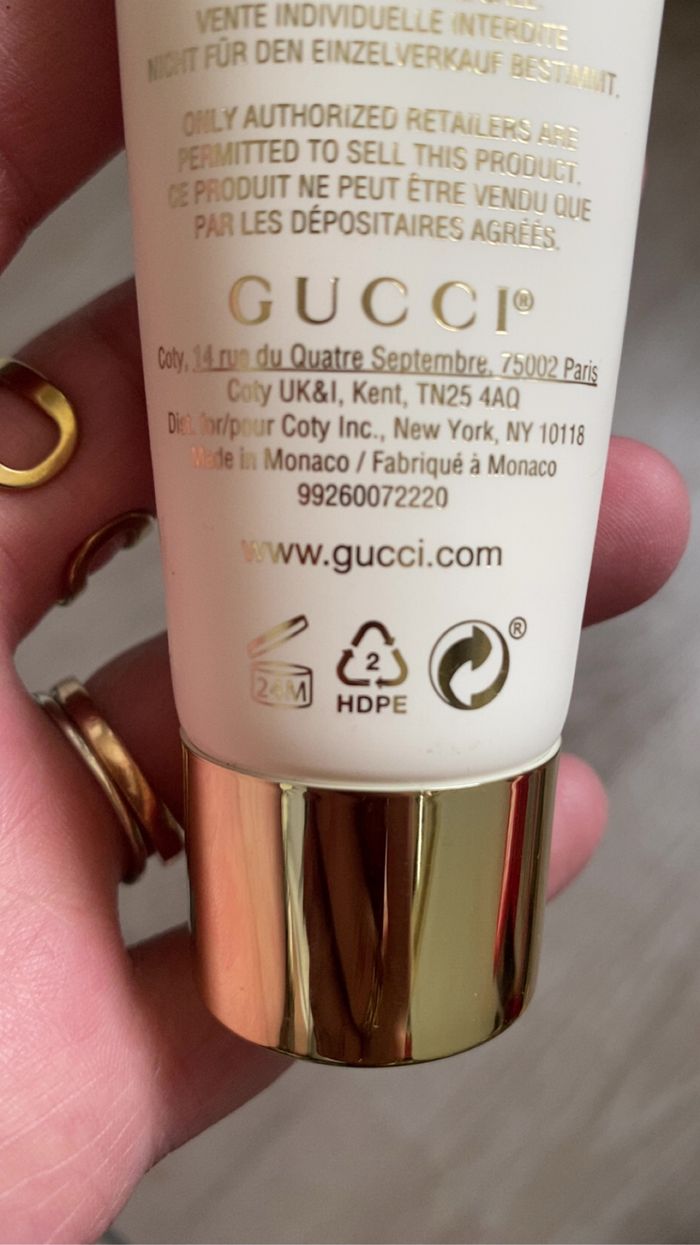 VENTE INDIVIDUELLE INTERDITE
NICHT FÜR DEN EINZELVERKAUF BESTIMMT.
ONLY AUTHORIZED RETAILERS ARE
PERMITTED TO SELL THIS PRODUCT.
CE PRODUIT NE PEUT ÊTRE VENDU QUE
PAR LES DÉPOSITAIRES AGRÉÉS.
GUCCI®
Coty, 14 rue du Quatre Septembre, 75002 Paris
Coty UK&I, Kent, TN25 4AQ
Dist. for/pour Coty Inc., New York, NY 10118
Made in Monaco / Fabriqué à Monaco
99260072220
www.gucci.com
24M
2
HDPE
®